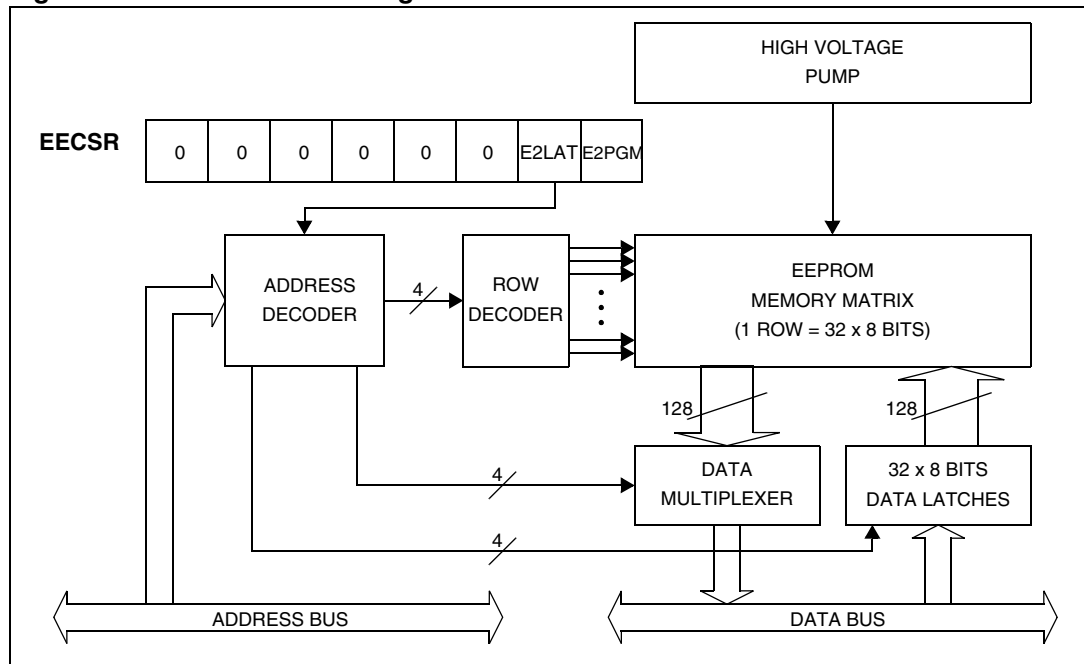 HIGH VOLTAGE
PUMP
EECSR
0 0 0 0 0 0 E2LAT E2PGM
ADDRESS
DECODER
4
ROW
DECODER
EEPROM
MEMORY MATRIX
(1 ROW = 32 x 8 BITS)
128
128
4
DATA
MULTIPLEXER
32 x 8 BITS
DATA LATCHES
4
ADDRESS BUS
DATA BUS